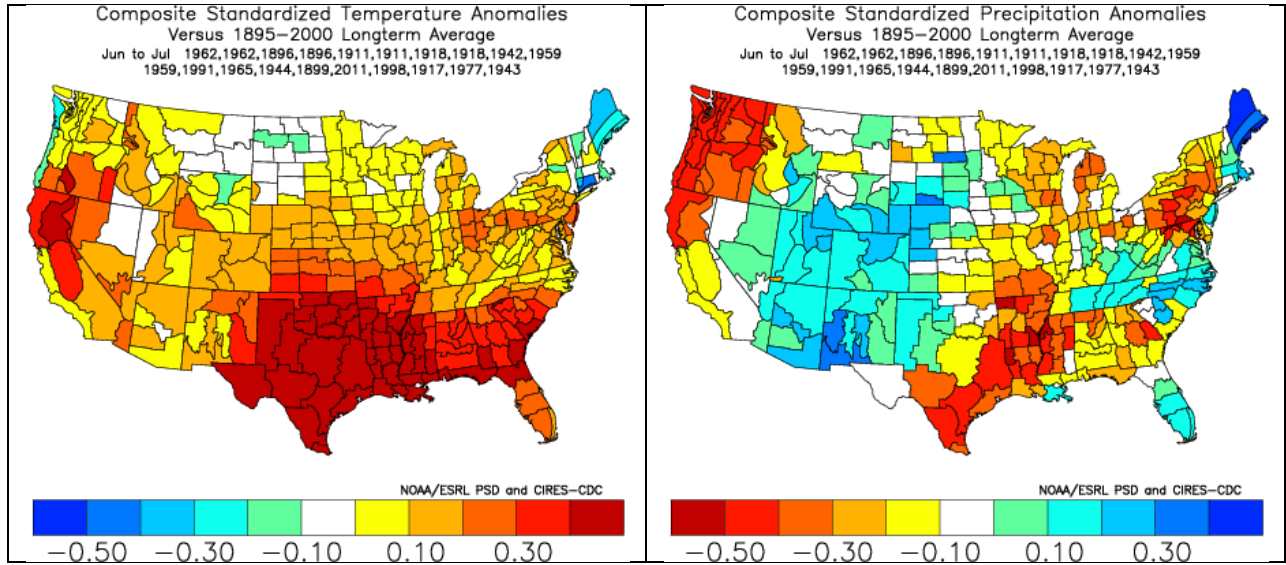 Composite Standardized Temperature Anomalies
Versus 1895−2000 Longterm Average
Jun to Jul 1962,1962,1896,1896,1911,1911,1918,1918,1942,1959
1959,1991,1965,1944,1899,2011,1998,1917,1977,1943
NOAA/ESRL PSD and CIRES−CDC
−0.50 −0.30 −0.10 0.10 0.30
Composite Standardized Precipitation Anomalies
Versus 1895−2000 Longterm Average
Jun to Jul 1962,1962,1896,1896,1911,1911,1918,1918,1942,1959
1959,1991,1965,1944,1899,2011,1998,1917,1977,1943
NOAA/ESRL PSD and CIRES−CDC
−0.50 −0.30 −0.10 0.10 0.30